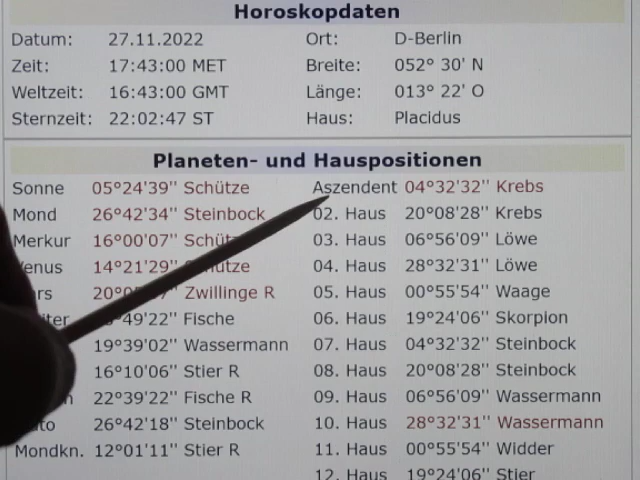 Horoskopdaten
Datum: 27.11.2022 Ort: D-Berlin
Zeit: 17:43:00 MET Breite: 052° 30' N
Weltzeit: 16:43:00 GMT Länge: 013° 22' O
Sternzeit: 22:02:47 ST Haus: Placidus
Planeten- und Hauspositionen
Sonne 05°24'39'' Schütze Aszendent 04°32'32'' Krebs
Mond 26°42'34'' Steinbock 02. Haus 20°08'28'' Krebs
Merkur 16°00'07'' 03. Haus 06°56'09'' Löwe
14°21'29'' 04. Haus 28°32'31'' Löwe
Zwillinge R 05. Haus 00°55'54'' Waage
Fische 06. Haus 19°24'06'' Skorpion
19°39'02'' Wassermann 07. Haus 04°32'32'' Steinbock
16°10'06'' Stier R 08. Haus 20°08'28'' Steinbock
22°39'22'' Fische R 09. Haus 06°56'09'' Wassermann
26°42'18'' Steinbock 10. Haus 28°32'31'' Wassermann
Mondkn. 12°01'11'' Stier R 11. Haus 00°55'54'' Widder
12. Haus 19°24'06'' Stier